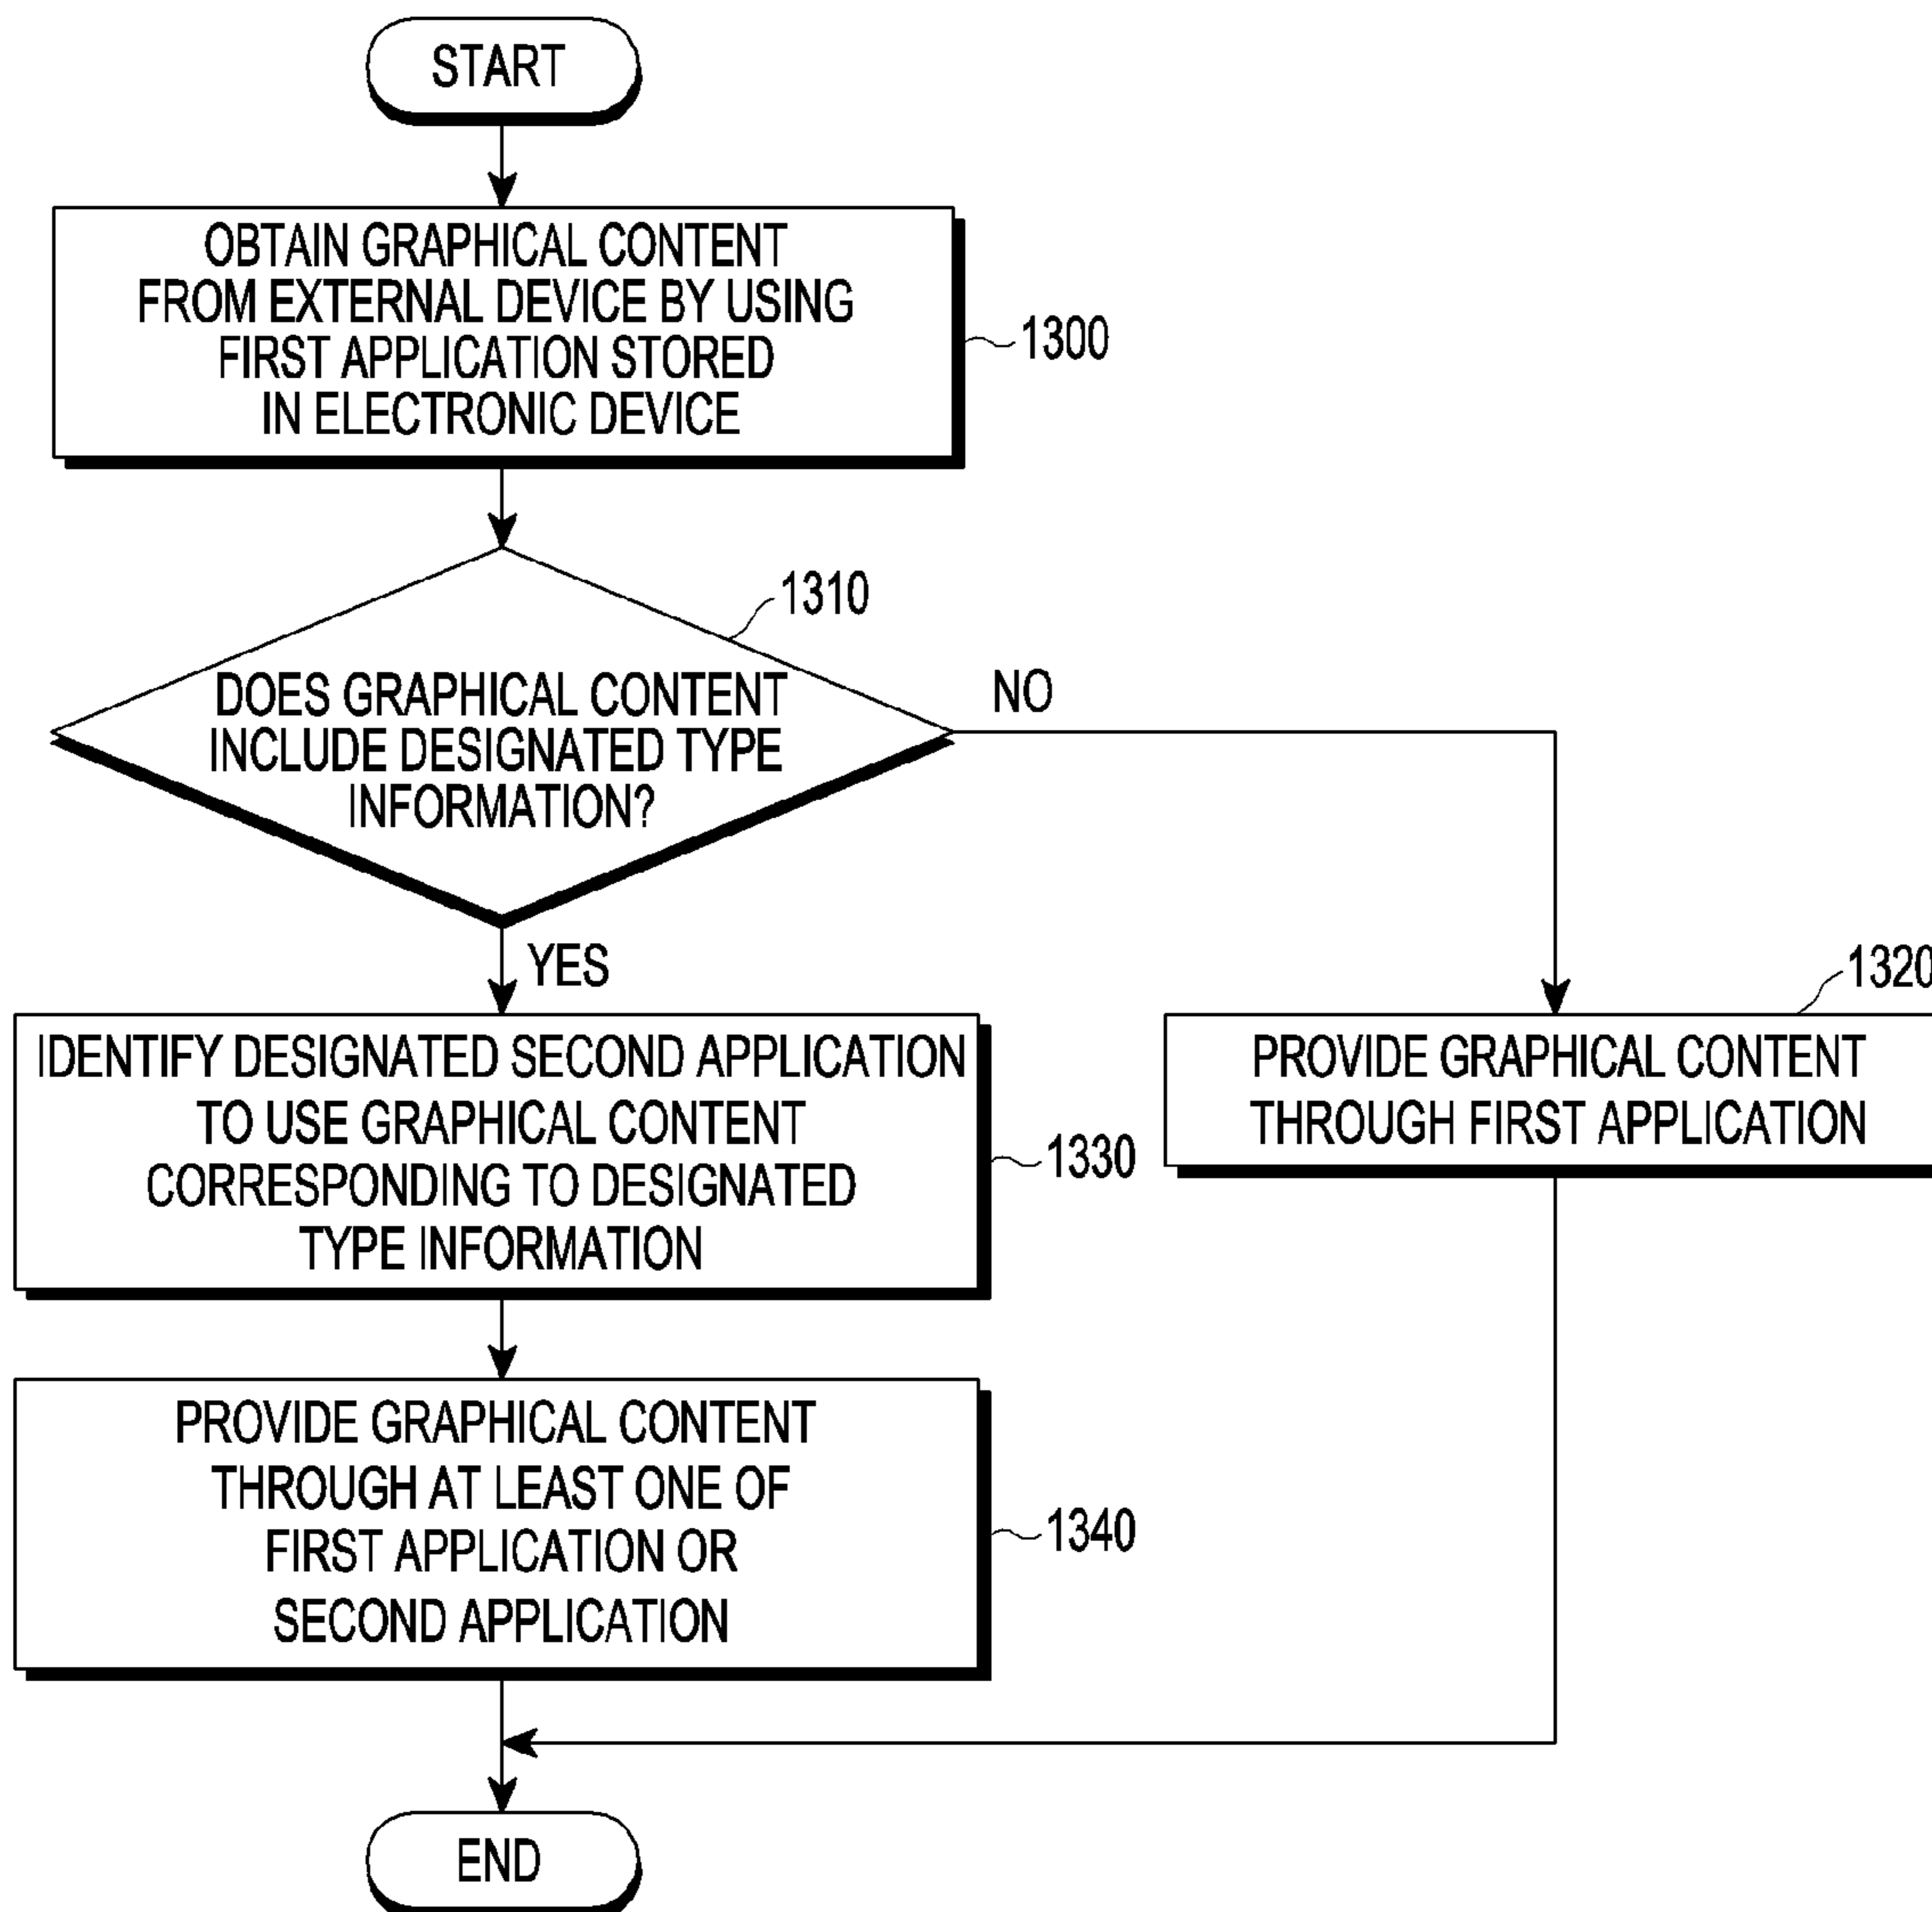 START
OBTAIN GRAPHICAL CONTENT
FROM EXTERNAL DEVICE BY USING
FIRST APPLICATION STORED
IN ELECTRONIC DEVICE
1300
1310
DOES GRAPHICAL CONTENT
INCLUDE DESIGNATED TYPE
INFORMATION?
NO
YES
1320
IDENTIFY DESIGNATED SECOND APPLICATION
TO USE GRAPHICAL CONTENT
CORRESPONDING TO DESIGNATED
TYPE INFORMATION
1330
PROVIDE GRAPHICAL CONTENT
THROUGH FIRST APPLICATION
PROVIDE GRAPHICAL CONTENT
THROUGH AT LEAST ONE OF
FIRST APPLICATION OR
SECOND APPLICATION
1340
END